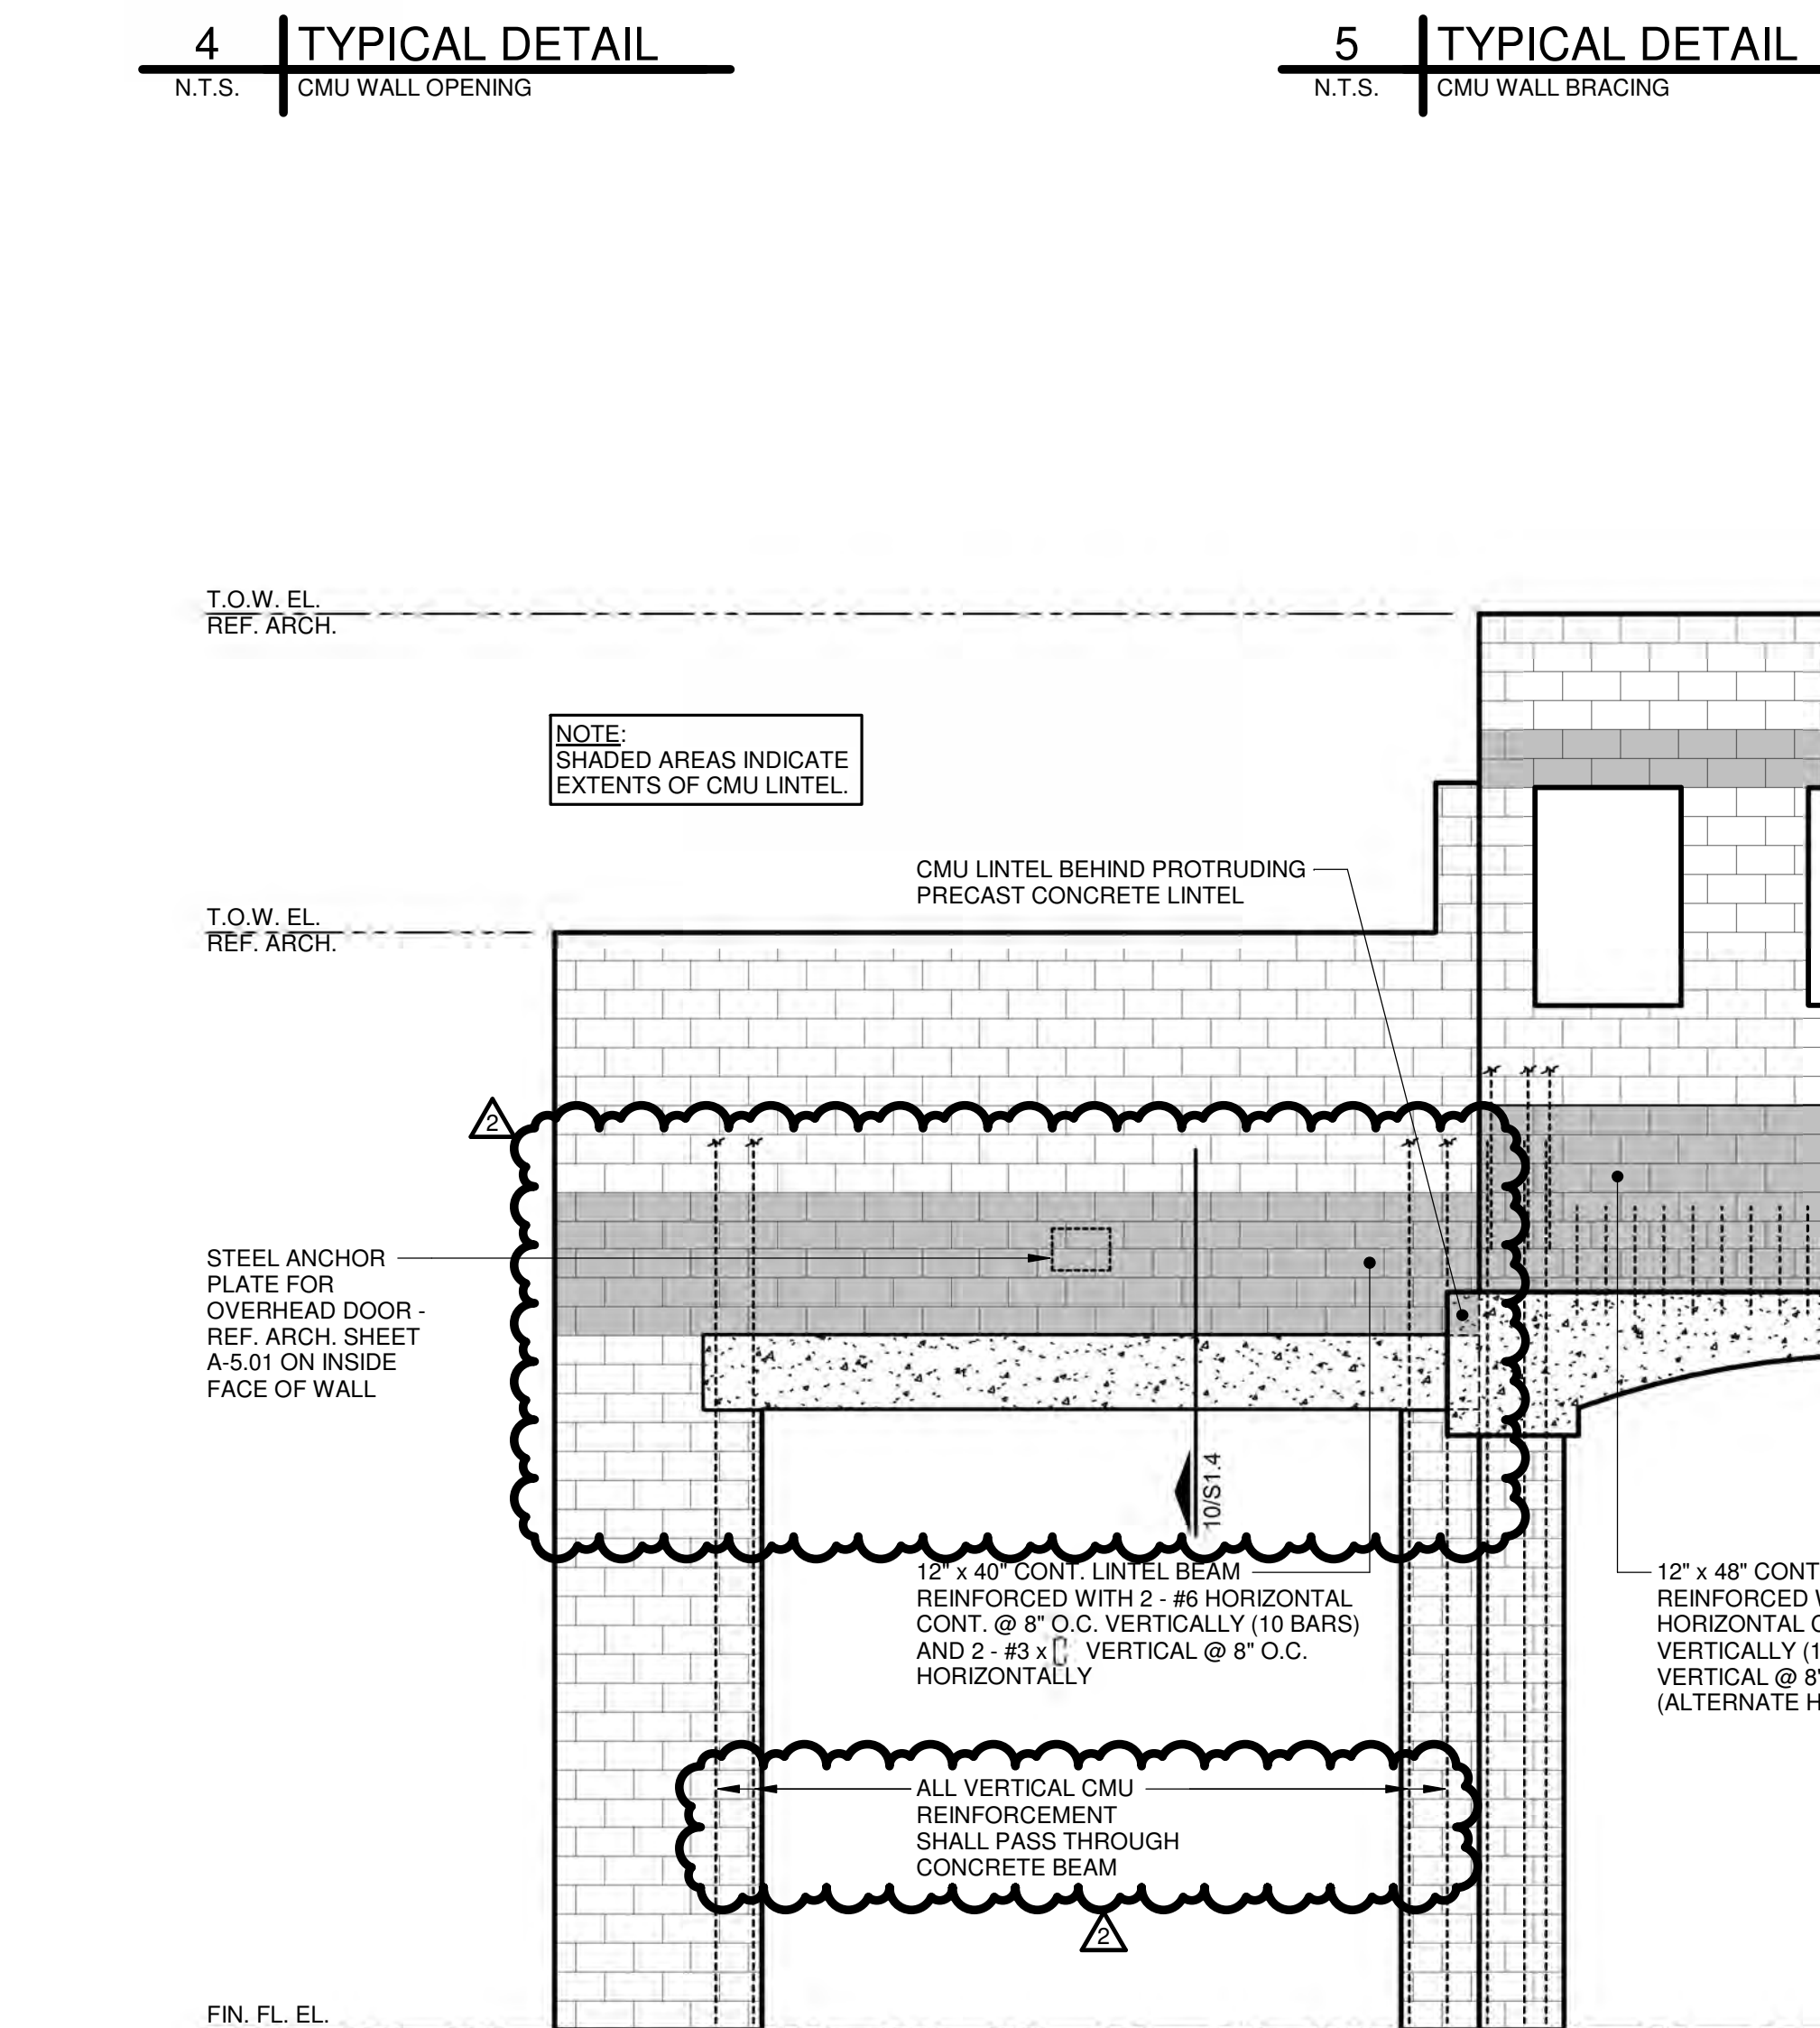 4 TYPICAL DETAIL
N.T.S. CMU WALL OPENING
5 TYPICAL DETAIL
N.T.S. CMU WALL BRACING
T.O.W. EL.
REF. ARCH.
NOTE:
SHADED AREAS INDICATE
EXTENTS OF CMU LINTEL.
CMU LINTEL BEHIND PROTRUDING
PRECAST CONCRETE LINTEL
T.O.W. EL.
REF. ARCH.
2
STEEL ANCHOR
PLATE FOR
OVERHEAD DOOR -
REF. ARCH. SHEET
A-5.01 ON INSIDE
FACE OF WALL
10/S1.4
12" x 40" CONT. LINTEL BEAM
REINFORCED WITH 2 - #6 HORIZONTAL
CONT. @ 8" O.C. VERTICALLY (10 BARS)
AND 2 - #3 x VERTICAL @ 8" O.C.
HORIZONTALLY
12" x 48" CONT
REINFORCED
HORIZONTAL
VERTICALLY (1
VERTICAL @ 8"
(ALTERNATE H
ALL VERTICAL CMU
REINFORCEMENT
SHALL PASS THROUGH
CONCRETE BEAM
2
FIN. FL. EL.